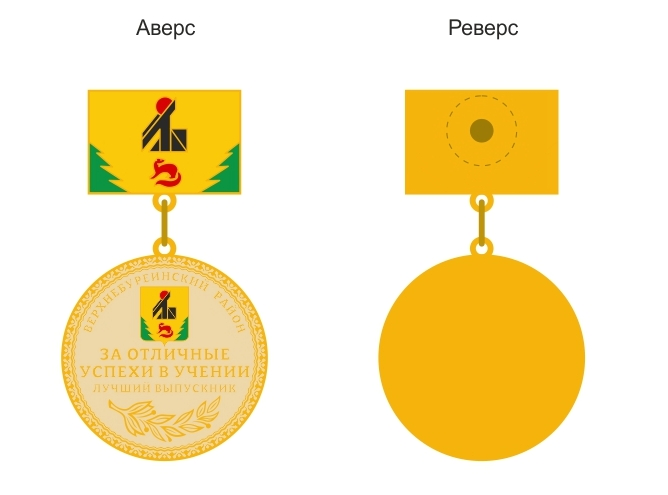 Аверс
Реверс
ВЕРХНЕБУРЕИНСКИЙ РАЙОН
ЗА ОТЛИЧНЫЕ
УСПЕХИ В УЧЕНИИ
ЛУЧШИЙ ВЫПУСКНИК